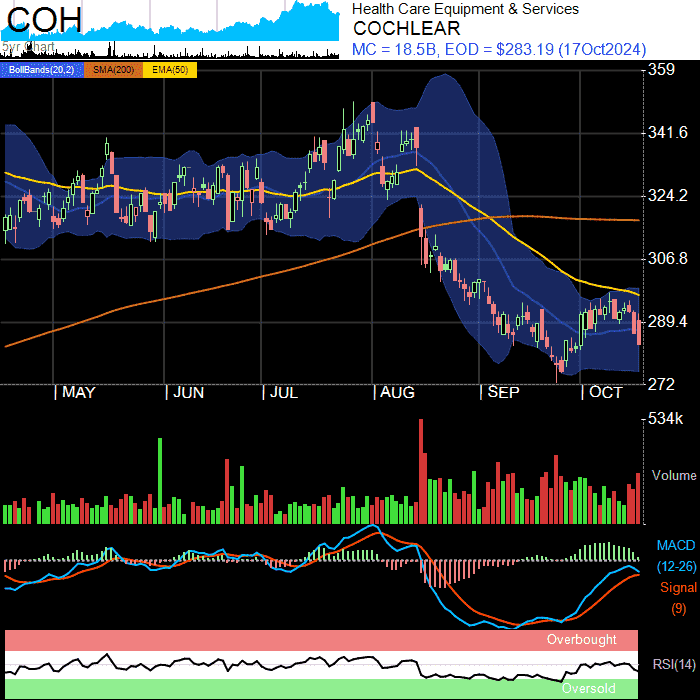 COH
Health Care Equipment & Services
COCHLEAR
MC = 18.5B, EOD = $283.19 (17Oct2024)
5yr Chart
BollBands(20,2) SMA(200) EMA(50)
359
341.6
324.2
306.8
289.4
272
MAY JUN JUL AUG SEP OCT
534k
Volume
MACD
(12-26)
Signal
(9)
Overbought
RSI(14)
Oversold